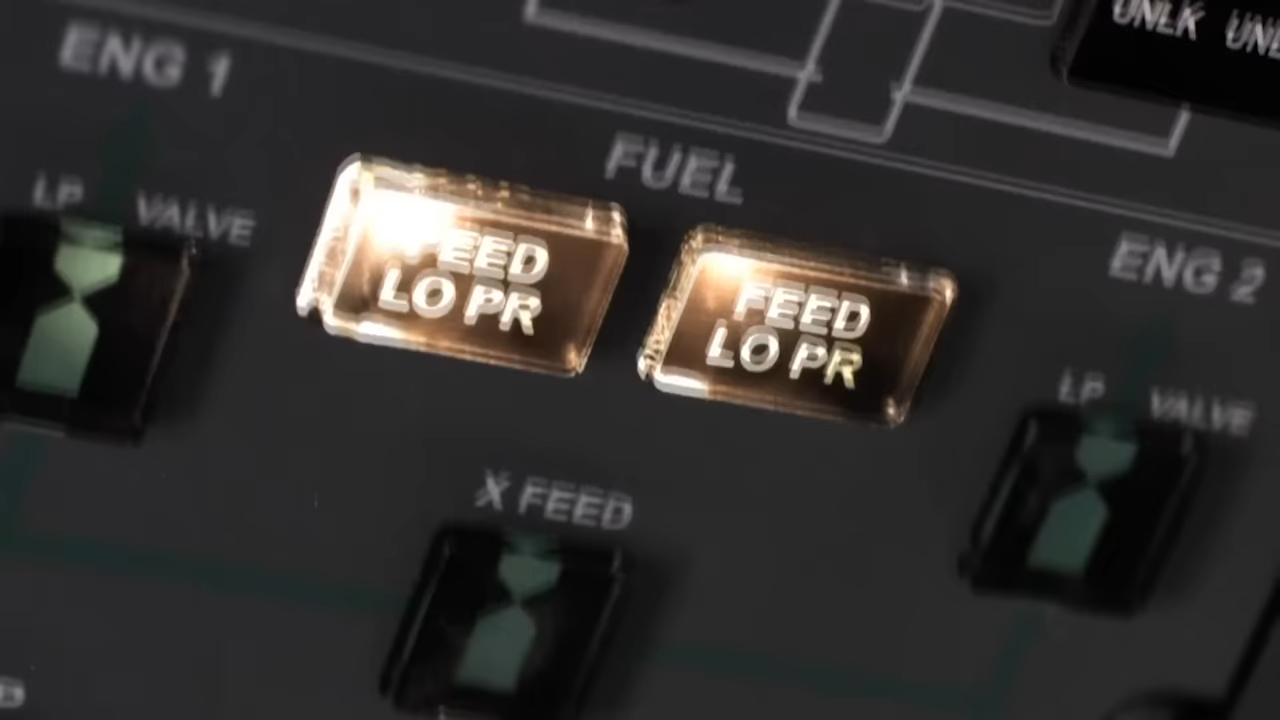 UNLK
ENG 1
FUEL
LP VALVE
FEED
LO PR
FEED
LO PR
ENG 2
LP VALVE
X FEED